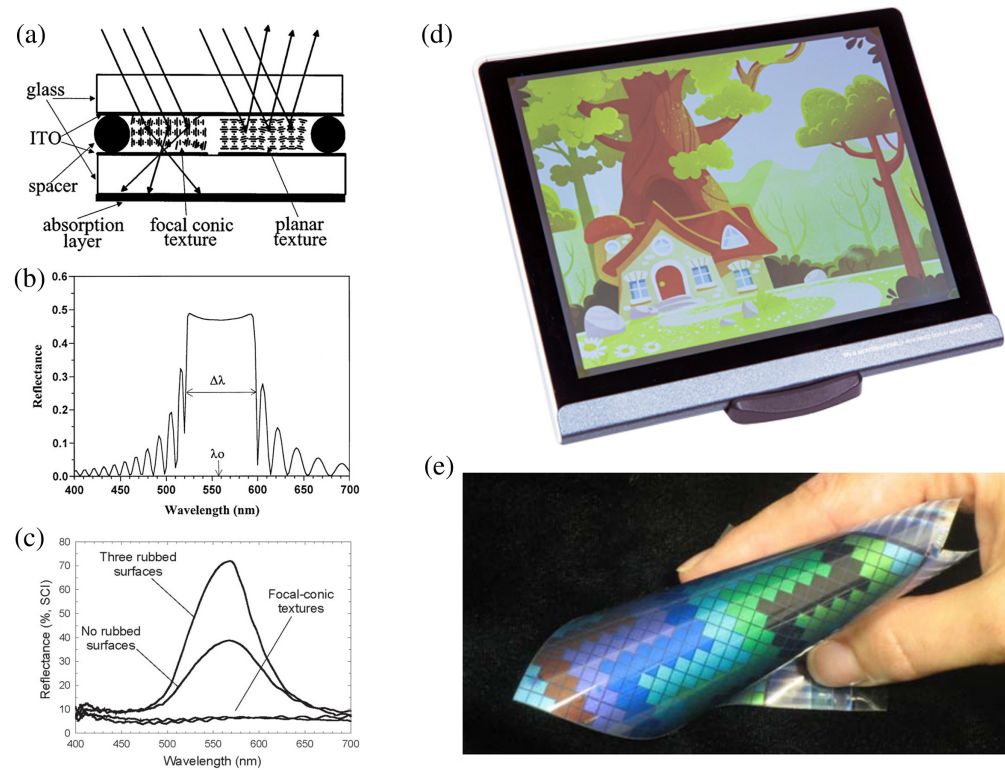 (a)
glass
ITO
spacer
absorption
layer
focal conic
texture
planar
texture
(b)
0.6
0.5
0.4
0.3
0.2
0.1
0.0
Reflectance
Δλ
λo
400 450 500 550 600 650 700
Wavelength (nm)
(c)
80
70
60
50
40
30
20
10
0
Reflectance (%, SCI)
Three rubbed
surfaces
Focal-conic
textures
No rubbed
surfaces
400 450 500 550 600 650 700
Wavelength (nm)
(d)
(e)